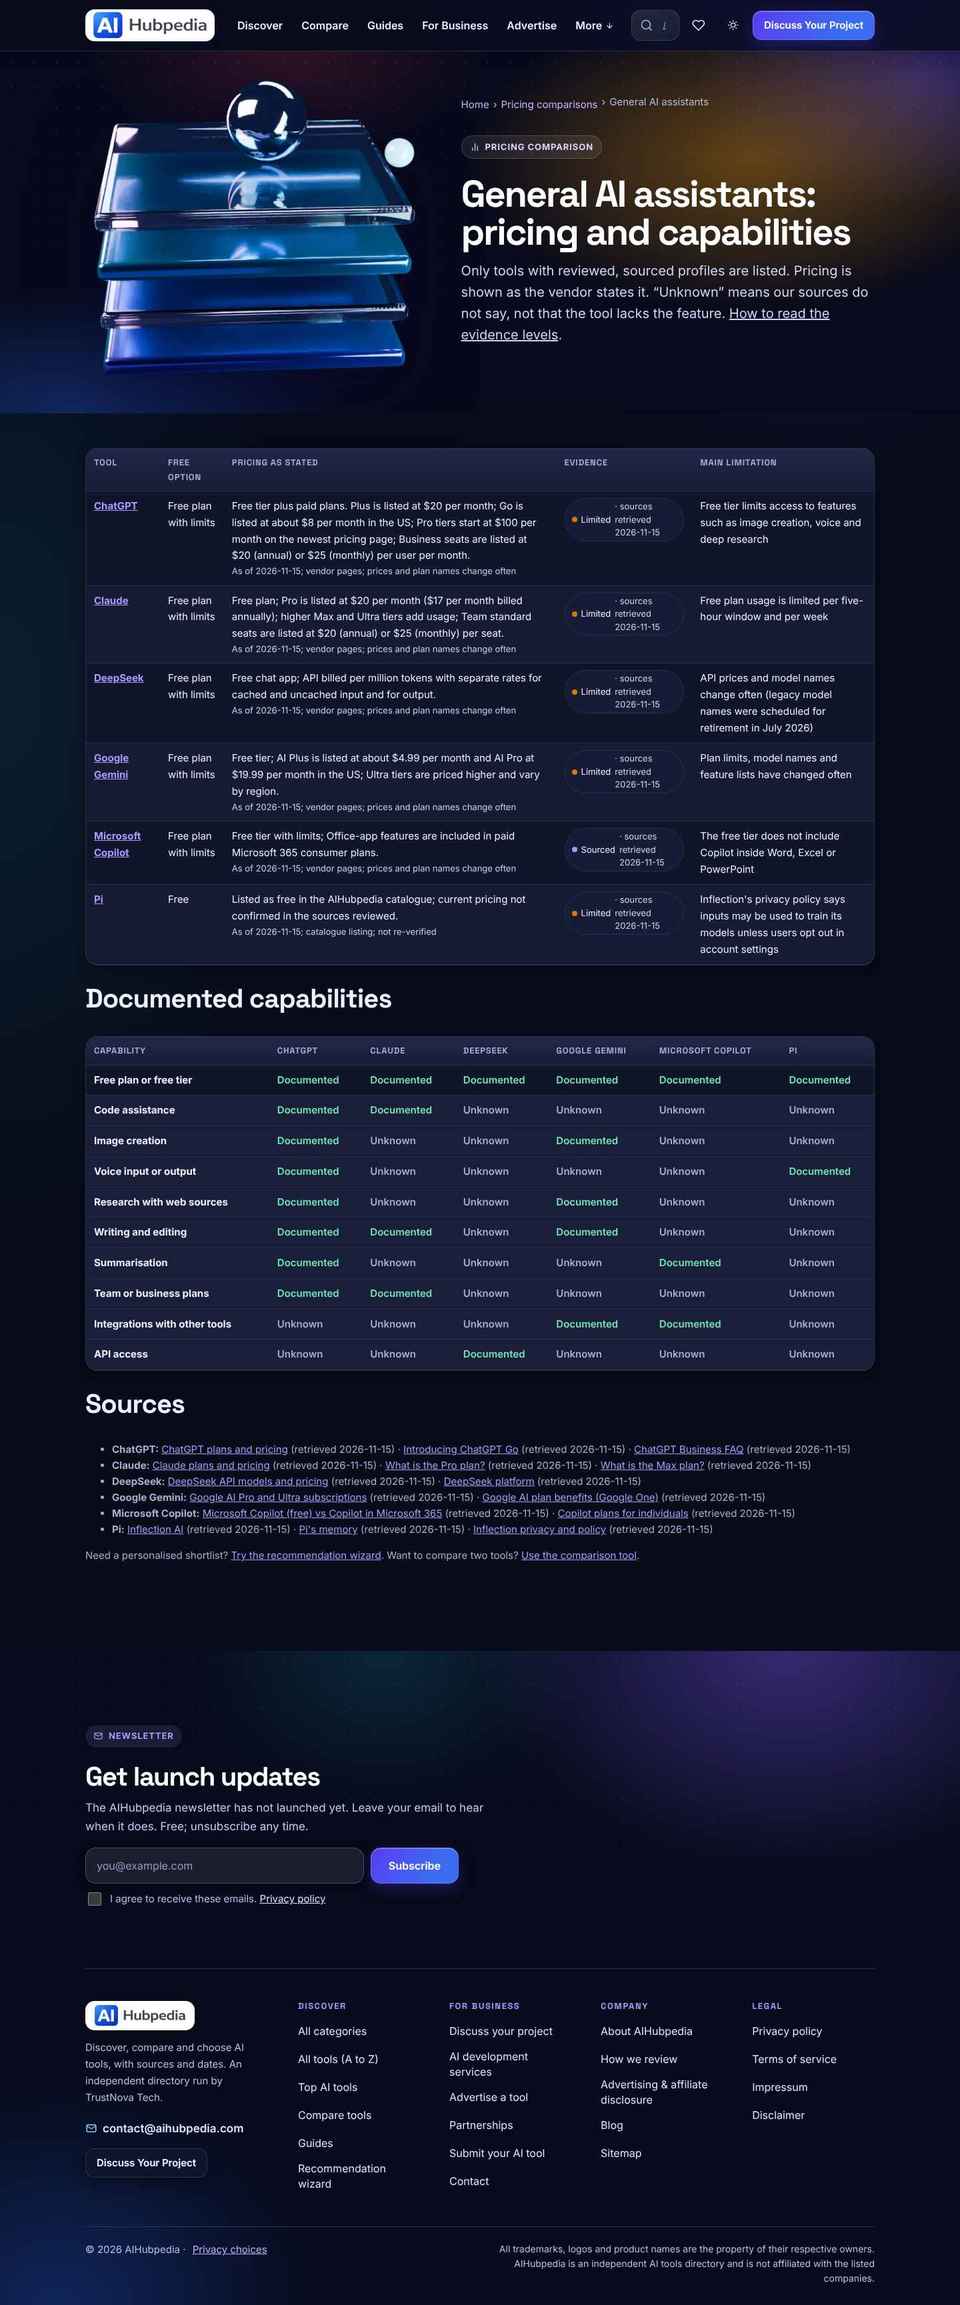 AI Hubpedia
Discover Compare Guides For Business Advertise More ↓ / Discuss Your Project
Home › Pricing comparisons › General AI assistants
PRICING COMPARISON
General AI assistants:
pricing and capabilities
Only tools with reviewed, sourced profiles are listed. Pricing is
shown as the vendor states it. “Unknown” means our sources do
not say, not that the tool lacks the feature. How to read the
evidence levels.
TOOL FREE OPTION PRICING AS STATED EVIDENCE MAIN LIMITATION
ChatGPT
Free plan
with limits
Free tier plus paid plans. Plus is listed at $20 per month; Go is
listed at about $8 per month in the US; Pro tiers start at $100 per
month on the newest pricing page; Business seats are listed at
$20 (annual) or $25 (monthly) per user per month.
As of 2026-11-15; vendor pages; prices and plan names change often
Limited · sources retrieved 2026-11-15
Free tier limits access to features
such as image creation, voice and
deep research
Claude
Free plan
with limits
Free plan; Pro is listed at $20 per month ($17 per month billed
annually); higher Max and Ultra tiers add usage; Team standard
seats are listed at $20 (annual) or $25 (monthly) per seat.
As of 2026-11-15; vendor pages; prices and plan names change often
Limited · sources retrieved 2026-11-15
Free plan usage is limited per five-
hour window and per week
DeepSeek
Free plan
with limits
Free chat app; API billed per million tokens with separate rates for
cached and uncached input and for output.
As of 2026-11-15; vendor pages; prices and plan names change often
Limited · sources retrieved 2026-11-15
API prices and model names
change often (legacy model
names were scheduled for
retirement in July 2026)
Google
Gemini
Free plan
with limits
Free tier; AI Plus is listed at about $4.99 per month and AI Pro at
$19.99 per month in the US; Ultra tiers are priced higher and vary
by region.
As of 2026-11-15; vendor pages; prices and plan names change often
Limited · sources retrieved 2026-11-15
Plan limits, model names and
feature lists have changed often
Microsoft
Copilot
Free plan
with limits
Free tier with limits; Office-app features are included in paid
Microsoft 365 consumer plans.
As of 2026-11-15; vendor pages; prices and plan names change often
Sourced · sources retrieved 2026-11-15
The free tier does not include
Copilot inside Word, Excel or
PowerPoint
Pi
Free
Listed as free in the AIHubpedia catalogue; current pricing not
confirmed in the sources reviewed.
As of 2026-11-15; catalogue listing; not re-verified
Limited · sources retrieved 2026-11-15
Inflection's privacy policy says
inputs may be used to train its
models unless users opt out in
account settings
Documented capabilities
CAPABILITY CHATGPT CLAUDE DEEPSEEK GOOGLE GEMINI MICROSOFT COPILOT PI
Free plan or free tier Documented Documented Documented Documented Documented Documented
Code assistance Documented Documented Unknown Unknown Unknown Unknown
Image creation Documented Unknown Unknown Documented Unknown Unknown
Voice input or output Documented Unknown Unknown Unknown Unknown Documented
Research with web sources Documented Unknown Unknown Documented Unknown Unknown
Writing and editing Documented Documented Unknown Documented Unknown Unknown
Summarisation Documented Unknown Unknown Unknown Documented Unknown
Team or business plans Documented Documented Unknown Unknown Unknown Unknown
Integrations with other tools Unknown Unknown Unknown Documented Documented Unknown
API access Unknown Unknown Documented Unknown Unknown Unknown
Sources
▪ ChatGPT: ChatGPT plans and pricing (retrieved 2026-11-15) · Introducing ChatGPT Go (retrieved 2026-11-15) · ChatGPT Business FAQ (retrieved 2026-11-15)
▪ Claude: Claude plans and pricing (retrieved 2026-11-15) · What is the Pro plan? (retrieved 2026-11-15) · What is the Max plan? (retrieved 2026-11-15)
▪ DeepSeek: DeepSeek API models and pricing (retrieved 2026-11-15) · DeepSeek platform (retrieved 2026-11-15)
▪ Google Gemini: Google AI Pro and Ultra subscriptions (retrieved 2026-11-15) · Google AI plan benefits (Google One) (retrieved 2026-11-15)
▪ Microsoft Copilot: Microsoft Copilot (free) vs Copilot in Microsoft 365 (retrieved 2026-11-15) · Copilot plans for individuals (retrieved 2026-11-15)
▪ Pi: Inflection AI (retrieved 2026-11-15) · Pi's memory (retrieved 2026-11-15) · Inflection privacy and policy (retrieved 2026-11-15)
Need a personalised shortlist? Try the recommendation wizard. Want to compare two tools? Use the comparison tool.
NEWSLETTER
Get launch updates
The AIHubpedia newsletter has not launched yet. Leave your email to hear
when it does. Free; unsubscribe any time.
you@example.com Subscribe
I agree to receive these emails. Privacy policy
AI Hubpedia
Discover, compare and choose AI
tools, with sources and dates. An
independent directory run by
TrustNova Tech.
contact@aihubpedia.com
Discuss Your Project
DISCOVER
All categories
All tools (A to Z)
Top AI tools
Compare tools
Guides
Recommendation
wizard
FOR BUSINESS
Discuss your project
AI development
services
Advertise a tool
Partnerships
Submit your AI tool
Contact
COMPANY
About AIHubpedia
How we review
Advertising & affiliate
disclosure
Blog
Sitemap
LEGAL
Privacy policy
Terms of service
Impressum
Disclaimer
© 2026 AIHubpedia · Privacy choices
All trademarks, logos and product names are the property of their respective owners.
AIHubpedia is an independent AI tools directory and is not affiliated with the listed
companies.